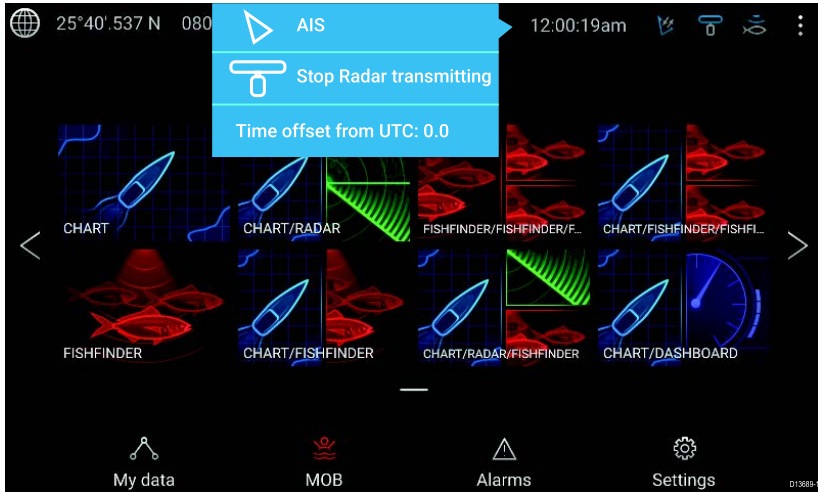 25°40'.537 N 080
12:00:19am
AIS
Stop Radar transmitting
Time offset from UTC: 0.0
CHART
CHART/RADAR
FISHFINDER/FISHFINDER/F...
CHART/FISHFINDER/FISHFI...
FISHFINDER
CHART/FISHFINDER
CHART/RADAR/FISHFINDER
CHART/DASHBOARD
My data
MOB
Alarms
Settings
D13689-1